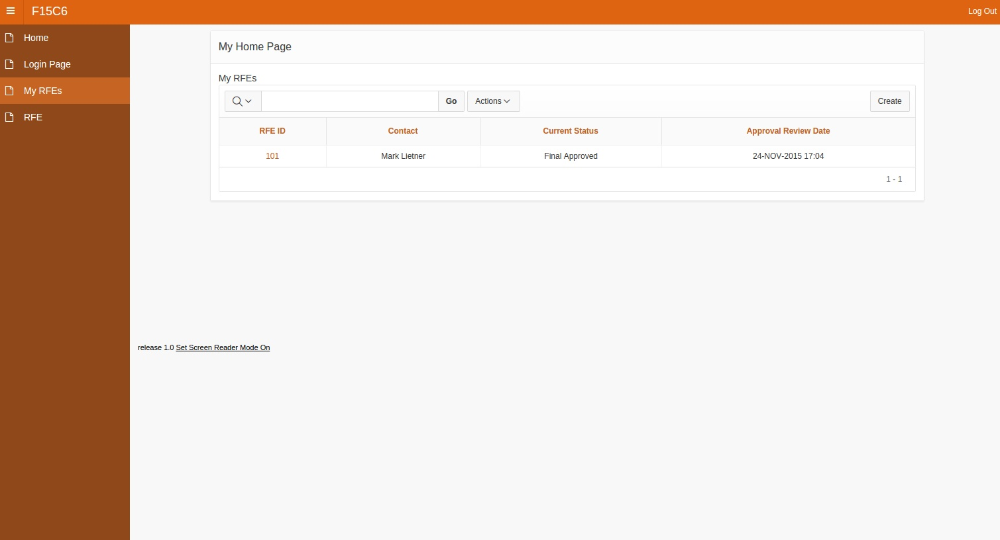 F15C6
Log Out
Home
Login Page
My RFEs
RFE
My Home Page
My RFEs
Go Actions Create
RFE ID Contact Current Status Approval Review Date
101 Mark Lietner Final Approved 24-NOV-2015 17:04
1 - 1
release 1.0 Set Screen Reader Mode On